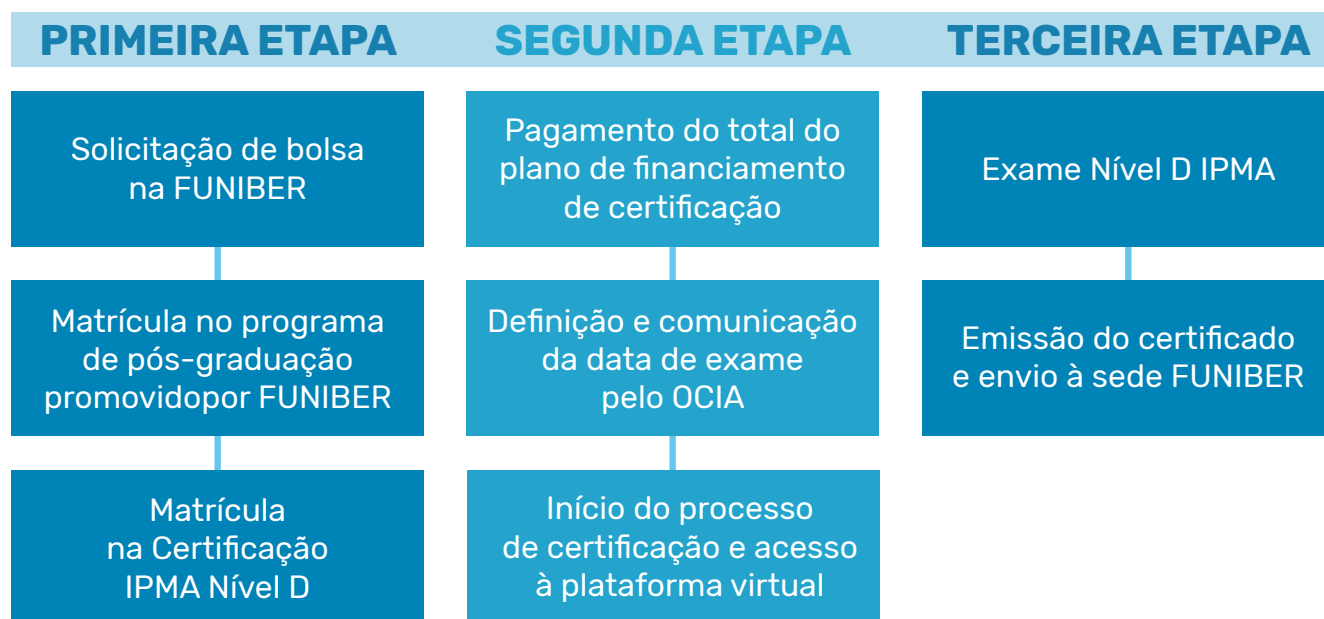 PRIMEIRA ETAPA
Solicitação de bolsa
na FUNIBER
Matrícula no programa
de pós-graduação
promovidopor FUNIBER
Matrícula
na Certificação
IPMA Nível D
SEGUNDA ETAPA
Pagamento do total do
plano de financiamento
de certificação
Definição e comunicação
da data de exame
pelo OCIA
Início do processo
de certificação e acesso
à plataforma virtual
TERCEIRA ETAPA
Exame Nível D IPMA
Emissão do certificado
e envio à sede FUNIBER